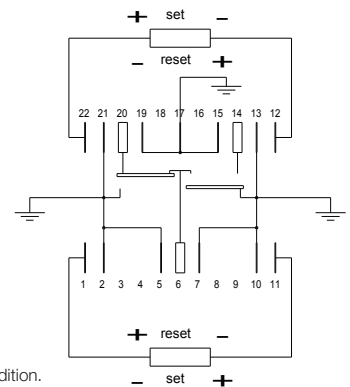 + set -
- reset +
22 21 20 19 18 17 16 15 14 13 12
1 2 3 4 5 6 7 8 9 10 11
+ reset -
dition.
- set +